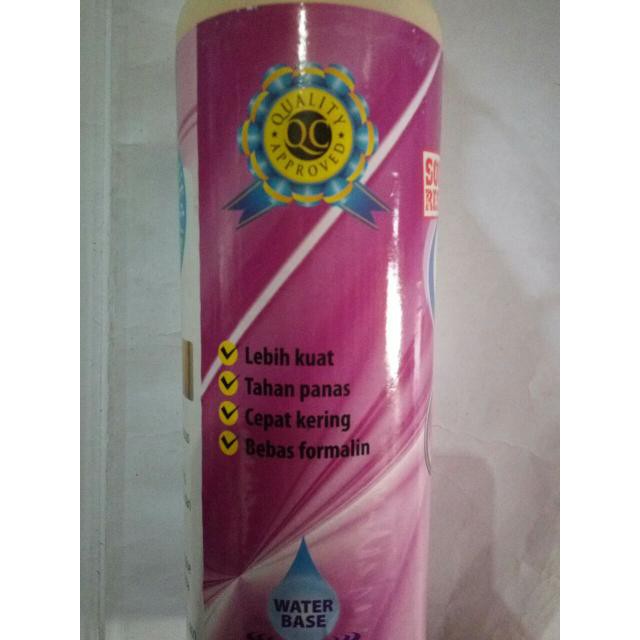 QUALITY
QC
APPROVED
Lebih kuat
Tahan panas
Cepat kering
Bebas formalin
WATER
BASE